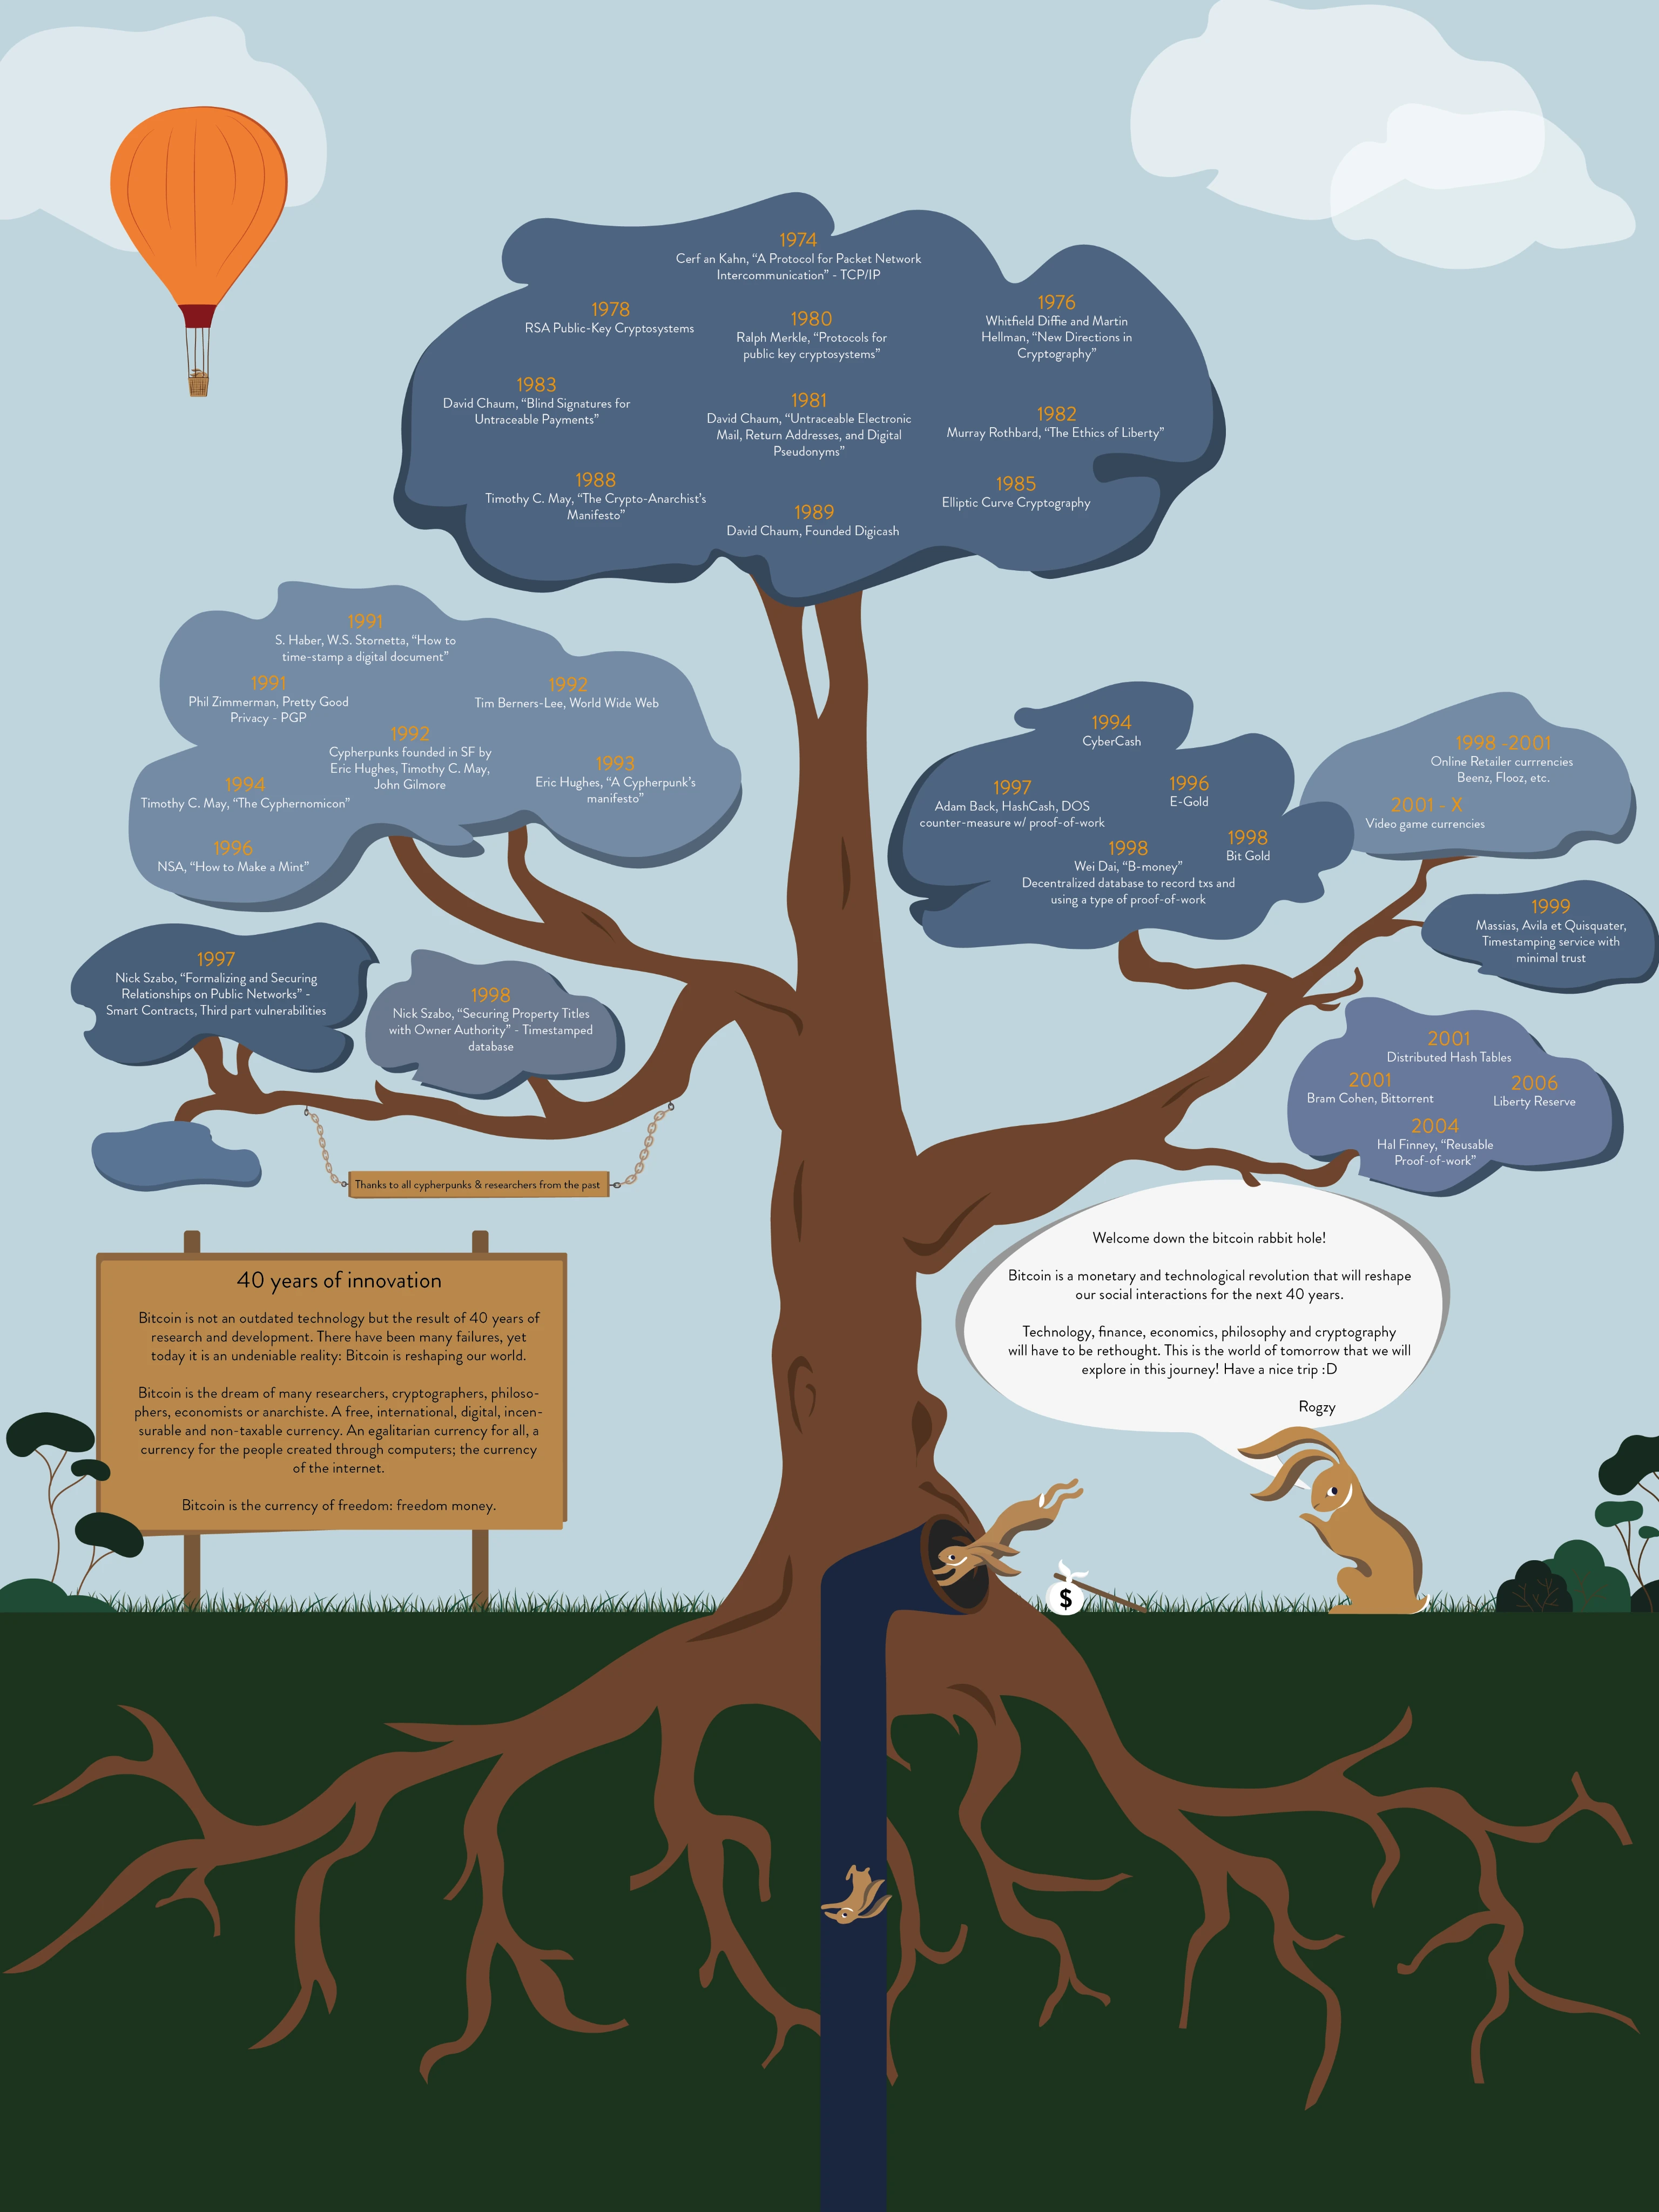 1974
Cerf an Kahn, “A Protocol for Packet Network
Intercommunication” - TCP/IP
1978
RSA Public-Key Cryptosystems
1980
Ralph Merkle, “Protocols for
public key cryptosystems”
1976
Whitfield Diffie and Martin
Hellman, “New Directions in
Cryptography”
1983
David Chaum, “Blind Signatures for
Untraceable Payments”
1981
David Chaum, “Untraceable Electronic
Mail, Return Addresses, and Digital
Pseudonyms”
1982
Murray Rothbard, “The Ethics of Liberty”
1988
Timothy C. May, “The Crypto-Anarchist’s
Manifesto”
1989
David Chaum, Founded Digicash
1985
Elliptic Curve Cryptography
1991
S. Haber, W.S. Stornetta, “How to
time-stamp a digital document”
1991
Phil Zimmerman, Pretty Good
Privacy - PGP
1992
Tim Berners-Lee, World Wide Web
1992
Cypherpunks founded in SF by
Eric Hughes, Timothy C. May,
John Gilmore
1993
Eric Hughes, “A Cypherpunk’s
manifesto”
1994
Timothy C. May, “The Cyphernomicon”
1996
NSA, “How to Make a Mint”
1994
CyberCash
1997
Adam Back, HashCash, DOS
counter-measure w/ proof-of-work
1996
E-Gold
1998
Wei Dai, “B-money”
Decentralized database to record txs and
using a type of proof-of-work
1998
Bit Gold
1998 -2001
Online Retailer currrencies
Beenz, Flooz, etc.
2001 - X
Video game currencies
1999
Massias, Avila et Quisquater,
Timestamping service with
minimal trust
1997
Nick Szabo, “Formalizing and Securing
Relationships on Public Networks” -
Smart Contracts, Third part vulnerabilities
1998
Nick Szabo, “Securing Property Titles
with Owner Authority” - Timestamped
database
2001
Distributed Hash Tables
2001
Bram Cohen, Bittorrent
2006
Liberty Reserve
2004
Hal Finney, “Reusable
Proof-of-work”
Thanks to all cypherpunks & researchers from the past
40 years of innovation
Bitcoin is not an outdated technology but the result of 40 years of
research and development. There have been many failures, yet
today it is an undeniable reality: Bitcoin is reshaping our world.
Bitcoin is the dream of many researchers, cryptographers, philoso-
phers, economists or anarchiste. A free, international, digital, incen-
surable and non-taxable currency. An egalitarian currency for all, a
currency for the people created through computers; the currency
of the internet.
Bitcoin is the currency of freedom: freedom money.
Welcome down the bitcoin rabbit hole!
Bitcoin is a monetary and technological revolution that will reshape
our social interactions for the next 40 years.
Technology, finance, economics, philosophy and cryptography
will have to be rethought. This is the world of tomorrow that we will
explore in this journey! Have a nice trip :D
Rogzy
$